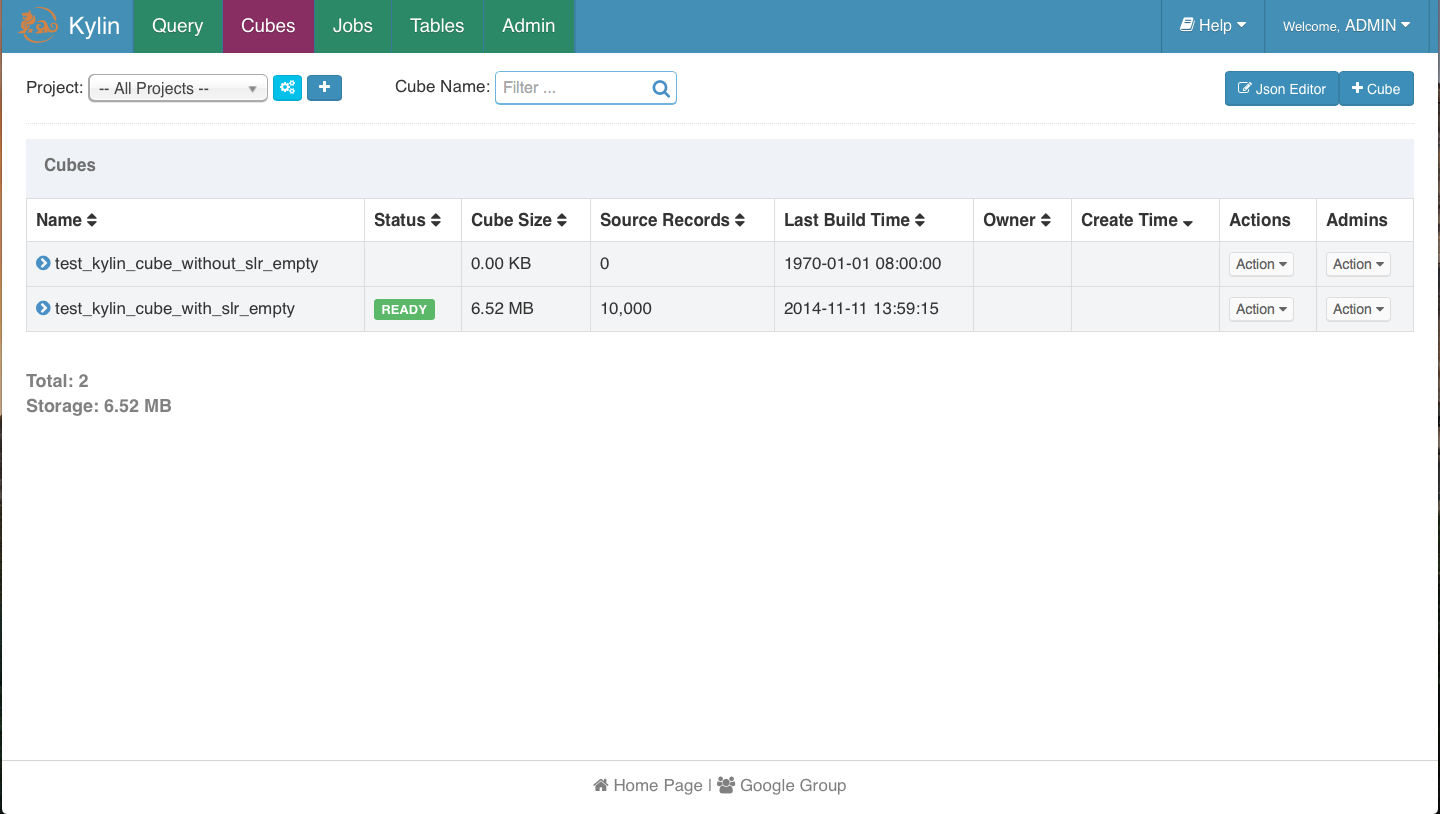 Kylin Query Cubes Jobs Tables Admin Help Welcome, ADMIN
Project: -- All Projects -- Cube Name: Filter ... Json Editor Cube
Cubes
Name Status Cube Size Source Records Last Build Time Owner Create Time Actions Admins
test_kylin_cube_without_slr_empty 0.00 KB 0 1970-01-01 08:00:00 Action Action
test_kylin_cube_with_slr_empty READY 6.52 MB 10,000 2014-11-11 13:59:15 Action Action
Total: 2
Storage: 6.52 MB
Home Page | Google Group